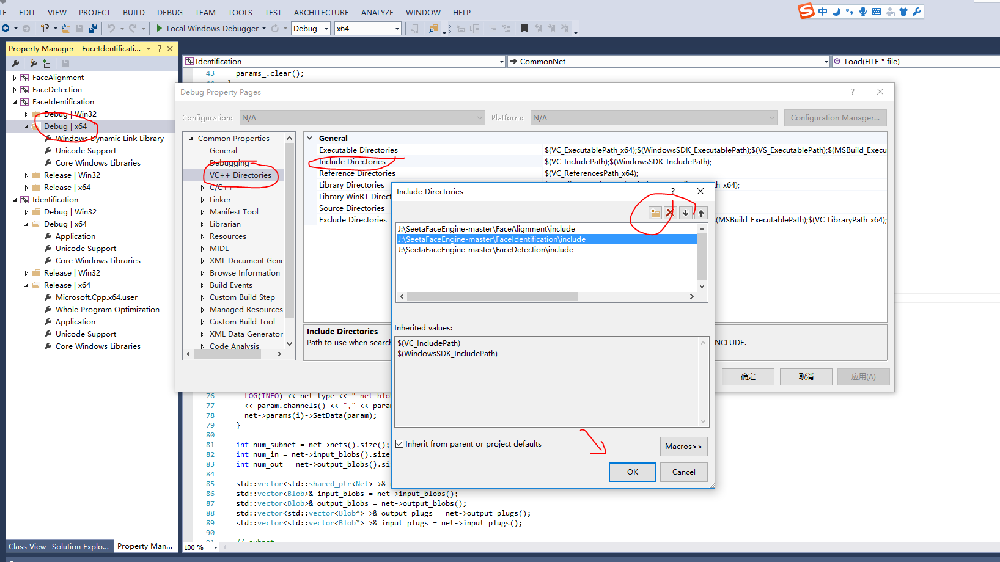 LE EDIT VIEW PROJECT BUILD DEBUG TEAM TOOLS TEST ARCHITECTURE ANALYZE WINDOW HELP
中
Local Windows Debugger Debug x64
Property Manager - FaceIdentificati...
FaceAlignment
FaceDetection
FaceIdentification
Debug | Win32
Debug | x64
Windows Dynamic Link Library
Unicode Support
Core Windows Libraries
Release | Win32
Release | x64
Identification
Debug | Win32
Debug | x64
Application
Unicode Support
Core Windows Libraries
Release | Win32
Release | x64
Microsoft.Cpp.x64.user
Whole Program Optimization
Application
Unicode Support
Core Windows Libraries
Class View Solution Explo... Property Man...
Identification CommonNet Load(FILE * file)
43 params_.clear();
44 }
Debug Property Pages ?
Configuration: N/A Platform: N/A Configuration Manager...
Common Properties
General
Debugging
VC++ Directories
C/C++
Linker
Manifest Tool
Librarian
Resources
MIDL
XML Document Gene
Browse Information
Build Events
Custom Build Step
Managed Resources
Custom Build Tool
XML Data Generator
Code Analysis
General
Executable Directories $(VC_ExecutablePath_x64);$(WindowsSDK_ExecutablePath);$(VS_ExecutablePath);$(MSBuild_Execu
Include Directories $(VC_IncludePath);$(WindowsSDK_IncludePath);
Reference Directories $(VC_ReferencesPath_x64);
Library Directories Path_x64);
Library WinRT Direct
Source Directories
Exclude Directories (MSBuild_ExecutablePath);$(VC_LibraryPath_x64);
Include Directories
Path to use when search NCLUDE.
确定 取消 应用(A)
Include Directories ?
J:\SeetaFaceEngine-master\FaceAlignment\include
J:\SeetaFaceEngine-master\FaceIdentification\include
J:\SeetaFaceEngine-master\FaceDetection\include
Inherited values:
$(VC_IncludePath)
$(WindowsSDK_IncludePath)
Inherit from parent or project defaults
Macros>>
OK Cancel
76 LOG(INFO) << net_type << " net blob
77 << param.channels() << "," << param
78 net->params(i)->SetData(param);
79 }
80
81 int num_subnet = net->nets().size();
82 int num_in = net->input_blobs().size
83 int num_out = net->output_blobs().siz
84
85 std::vector<std::shared_ptr<Net> >& n
86 std::vector<Blob>& input_blobs = net->input_blobs();
87 std::vector<Blob>& output_blobs = net->output_blobs();
88 std::vector<std::vector<Blob*> >& output_plugs = net->output_plugs();
89 std::vector<std::vector<Blob*> >& input_plugs = net->input_plugs();
90
91 // subnet
100 %